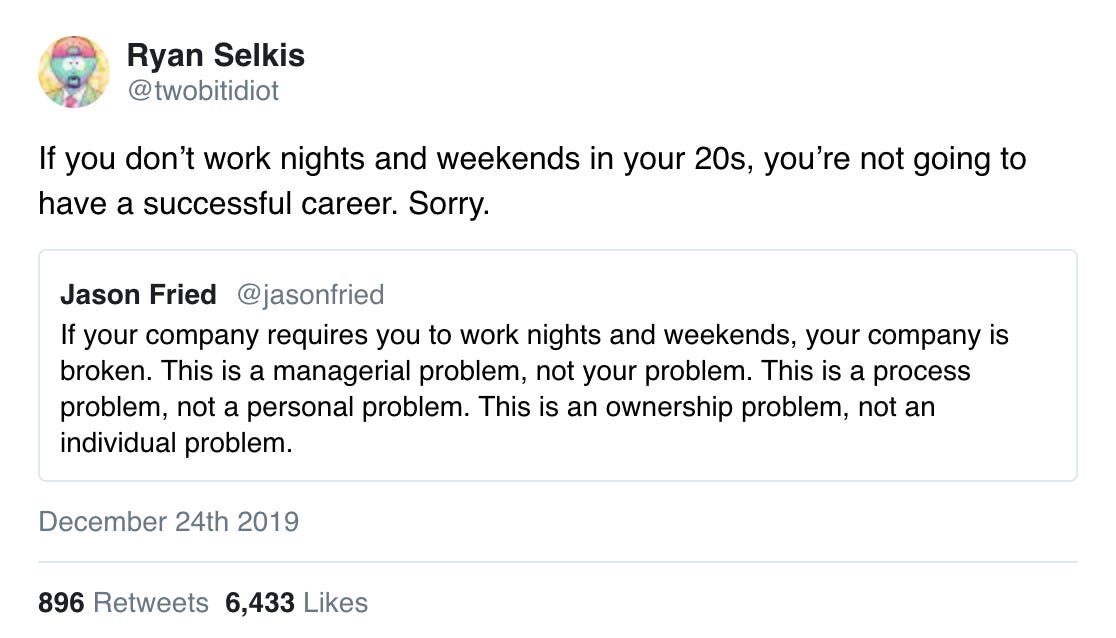 Ryan Selkis
@twobitidiot
If you don’t work nights and weekends in your 20s, you’re not going to
have a successful career. Sorry.
Jason Fried @jasonfried
If your company requires you to work nights and weekends, your company is
broken. This is a managerial problem, not your problem. This is a process
problem, not a personal problem. This is an ownership problem, not an
individual problem.
December 24th 2019
896 Retweets 6,433 Likes